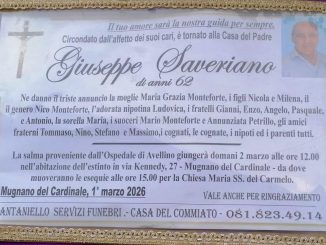 Il tuo amore sarà la nostra guida per sempre.
Circondato dall'affetto dei suoi cari, è tornato alla Casa del Padre
Giuseppe Saveriano
di anni 62
Ne danno il triste annuncio la moglie Maria Grazia Monteforte, i figli Nicola e Milena, il
il genero Nico Monteforte, l'adorata nipotina Ludovica, i fratelli Gianni, Enzo, Angelo, Pasquale
e Antonio, la sorella Maria, i suoceri Mario Monteforte e Annunziata Petrillo, gli amici
fraterni Tommaso, Nino, Stefano e Massimo, i cognati, le cognate, i nipoti ed i parenti tutti.
La salma proveniente dall'Ospedale di Avellino giungerà domani 2 marzo alle ore 12.00
nell'abitazione dell'estinto in via Kennedy, 27 - Mugnano del Cardinale - da dove
muoveranno le esequie alle ore 15.00 per la Chiesa Maria SS. del Carmelo.
Mugnano del Cardinale, 1° marzo 2026
VALE ANCHE PER RINGRAZIAMENTO
ANTANIELLO SERVIZI FUNEBRI - CASA DEL COMMIATO - 081.823.49.14